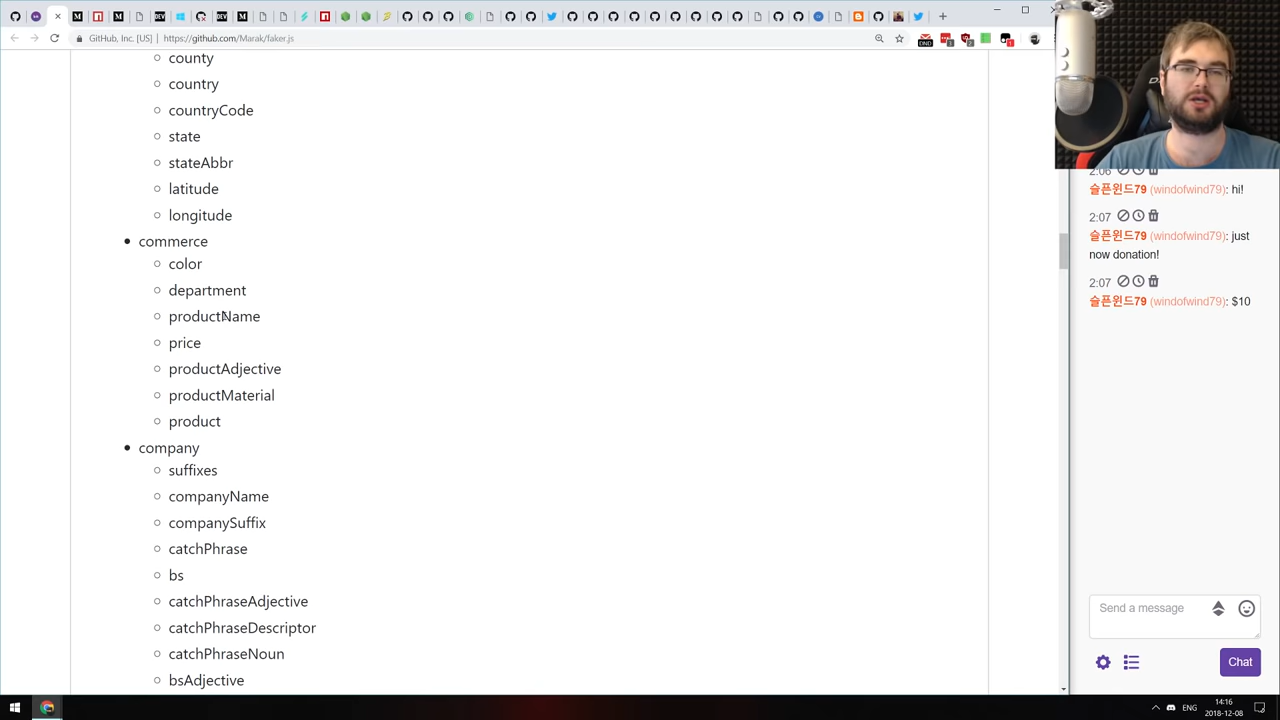 GitHub, Inc. [US] | https://github.com/Marak/faker.js
county
country
countryCode
state
stateAbbr
latitude
longitude
commerce
color
department
productName
price
productAdjective
productMaterial
product
company
suffixes
companyName
companySuffix
catchPhrase
bs
catchPhraseAdjective
catchPhraseDescriptor
catchPhraseNoun
bsAdjective
2:06
슬픈윈드79 (windofwind79): hi!
2:07
슬픈윈드79 (windofwind79): just
now donation!
2:07
슬픈윈드79 (windofwind79): $10
Send a message
Chat
ENG
14:16
2018-12-08